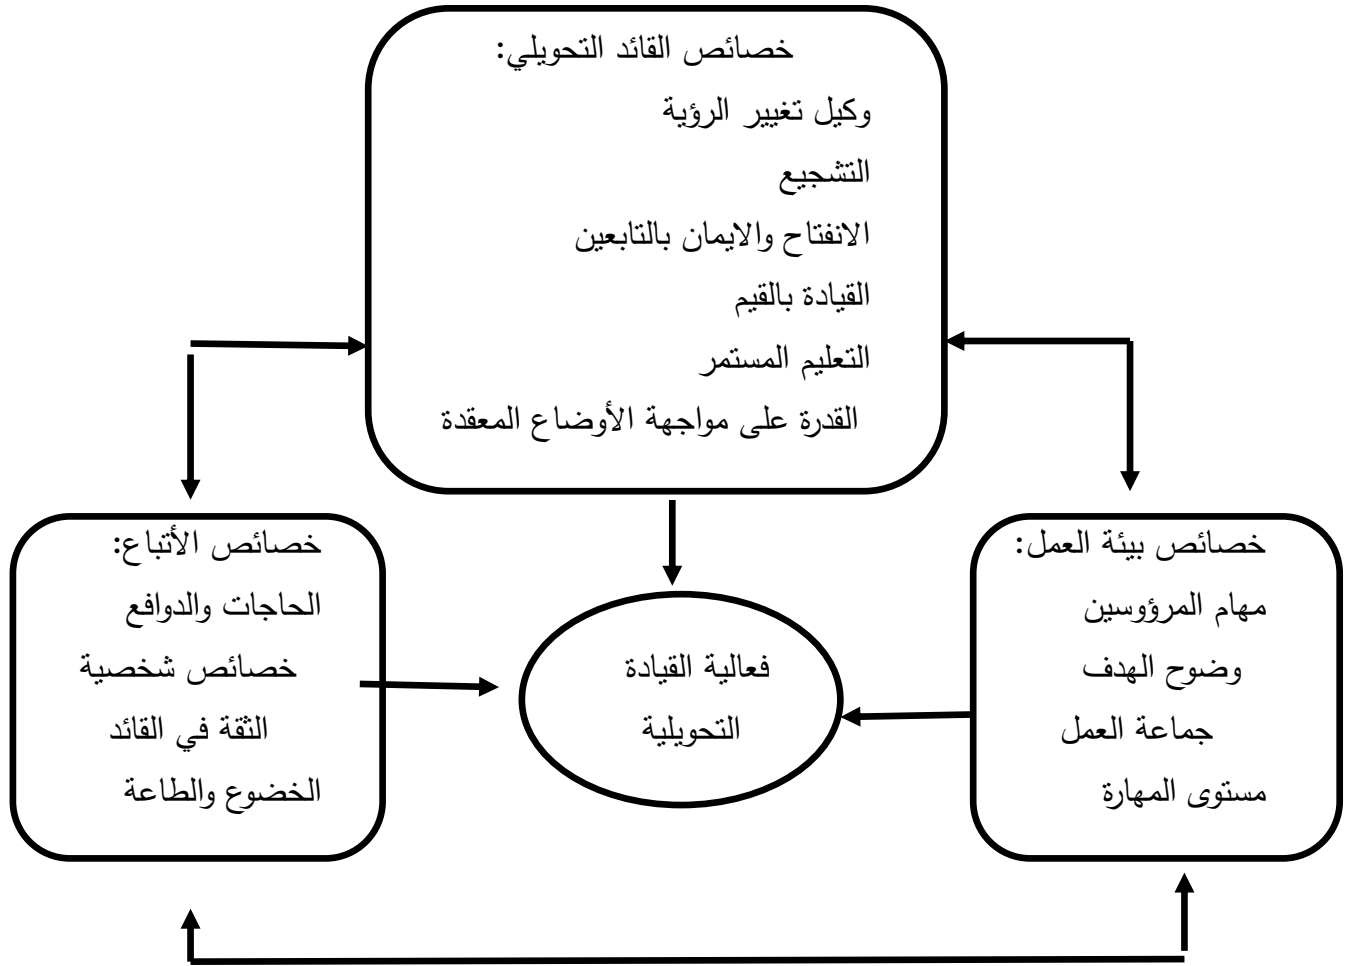 خصائص القائد التحويلي:
وكيل تغيير الرؤية
التشجيع
الانفتاح والايمان بالتابعين
القيادة بالقيم
التعليم المستمر
القدرة على مواجهة الأوضاع المعقدة
خصائص بيئة العمل:
مهام المرؤوسين
وضوح الهدف
جماعة العمل
مستوى المهارة
فعالية القيادة
التحويلية
خصائص الأتباع:
الحاجات والدوافع
خصائص شخصية
الثقة في القائد
الخضوع والطاعة